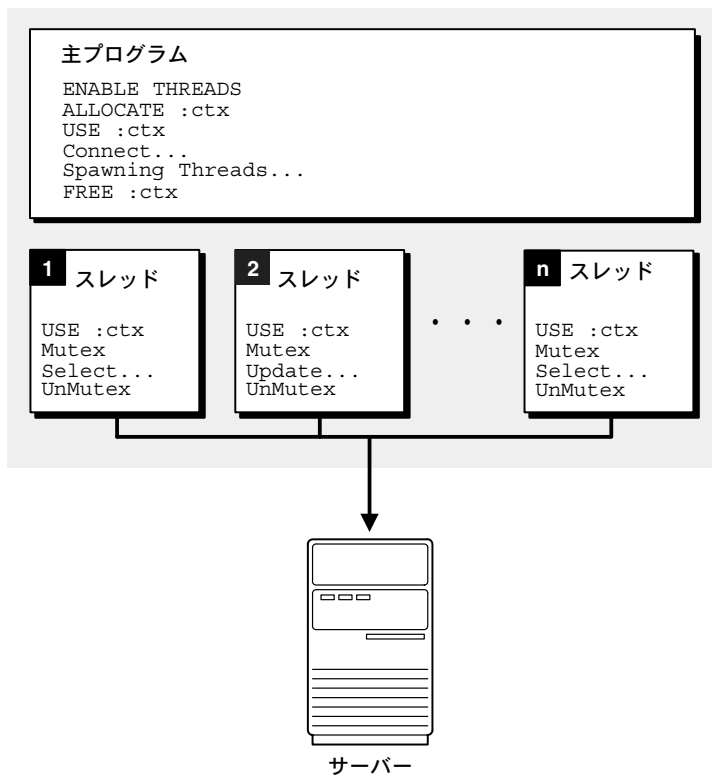 主プログラム
ENABLE THREADS
ALLOCATE :ctx
USE :ctx
Connect...
Spawning Threads...
FREE :ctx
1 スレッド
USE :ctx
Mutex
Select...
UnMutex
2 スレッド
USE :ctx
Mutex
Update...
UnMutex
. . .
n スレッド
USE :ctx
Mutex
Select...
UnMutex
サーバー